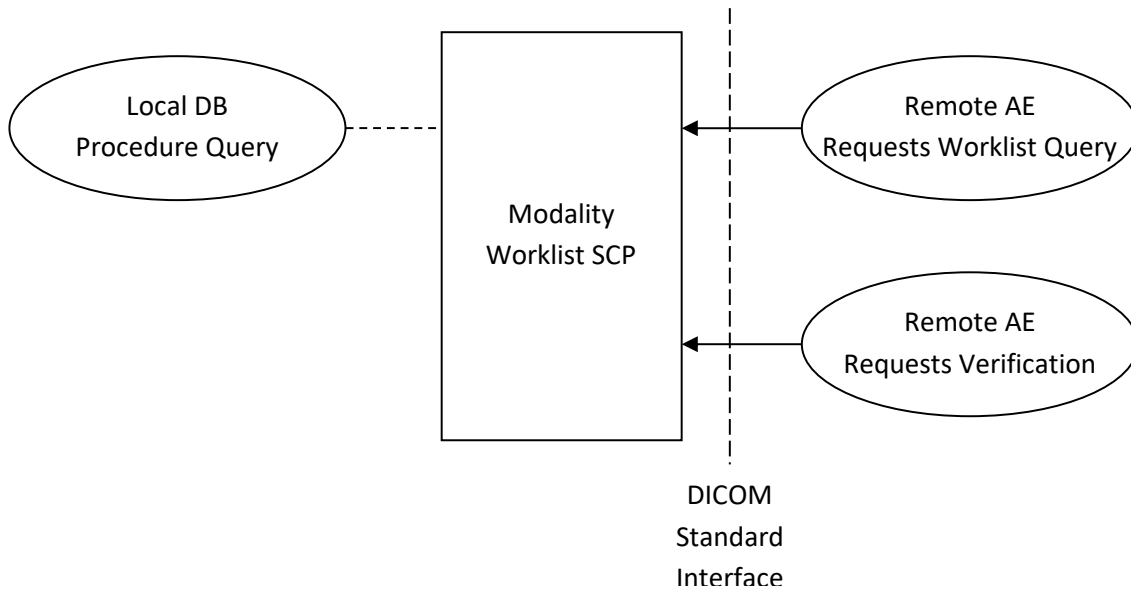 Local DB
Procedure Query
Modality
Worklist SCP
Remote AE
Requests Worklist Query
Remote AE
Requests Verification
DICOM
Standard
Interface